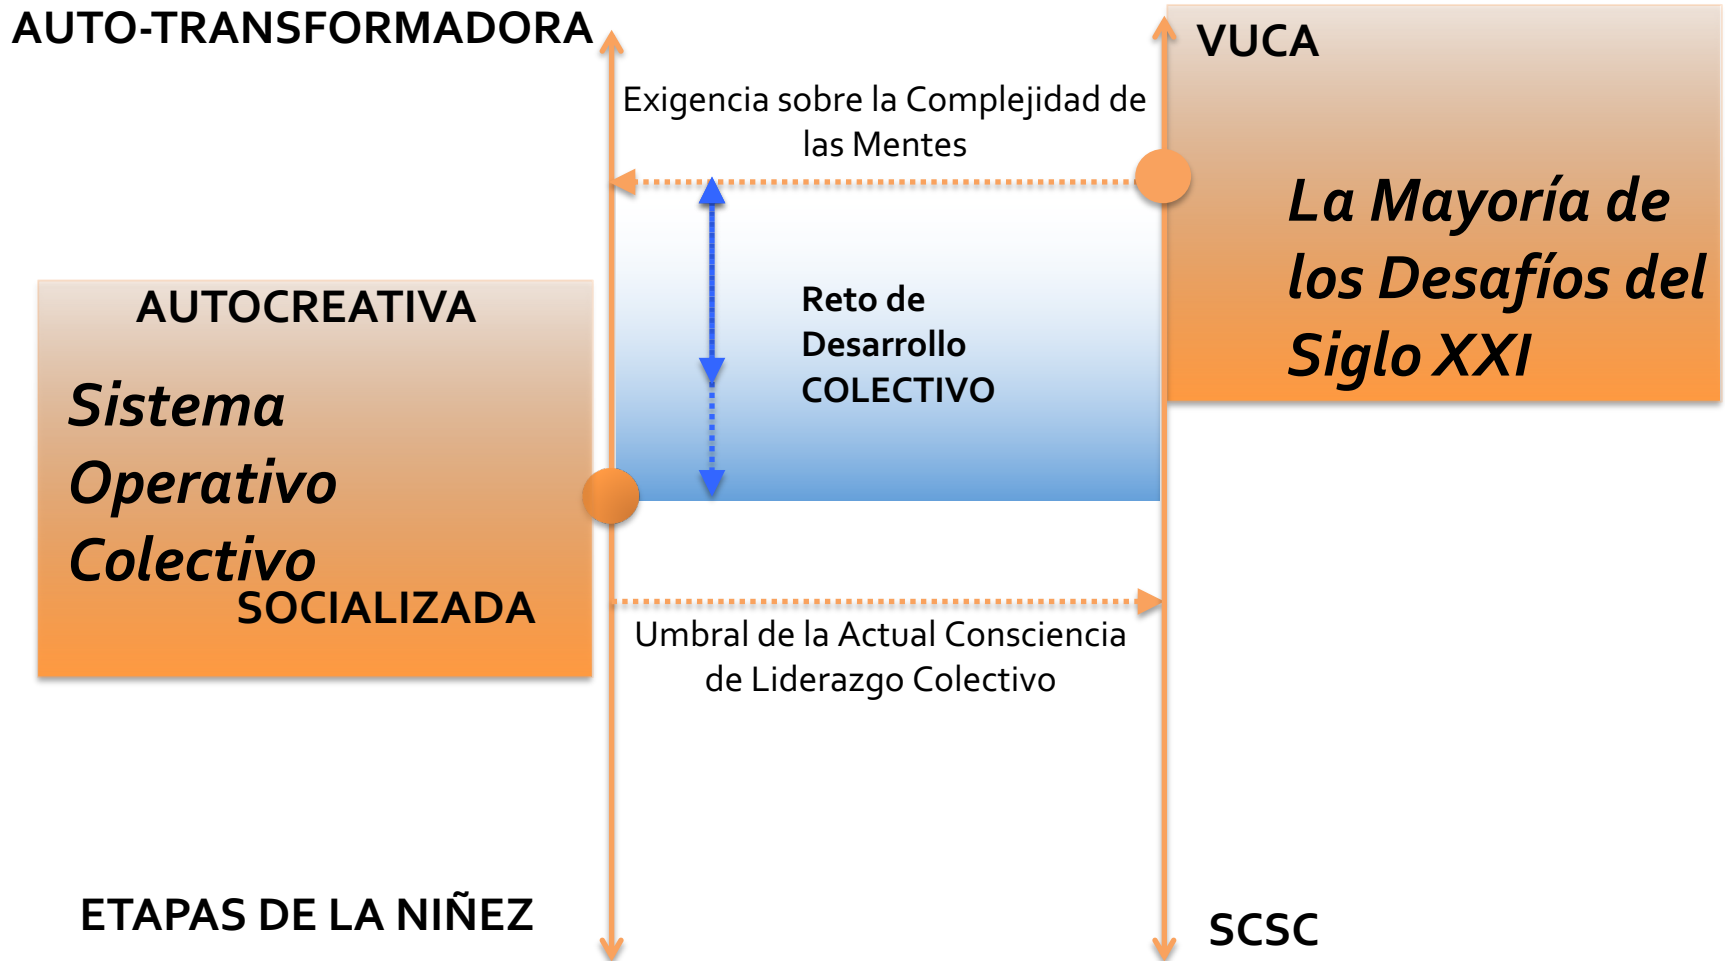 AUTO-TRANSFORMADORA
VUCA
Exigencia sobre la Complejidad de
las Mentes
La Mayoría de
los Desafíos del
Siglo XXI
AUTOCREATIVA
Sistema
Operativo
Colectivo
SOCIALIZADA
Reto de
Desarrollo
COLECTIVO
Umbral de la Actual Consciencia
de Liderazgo Colectivo
ETAPAS DE LA NIÑEZ
SCSC